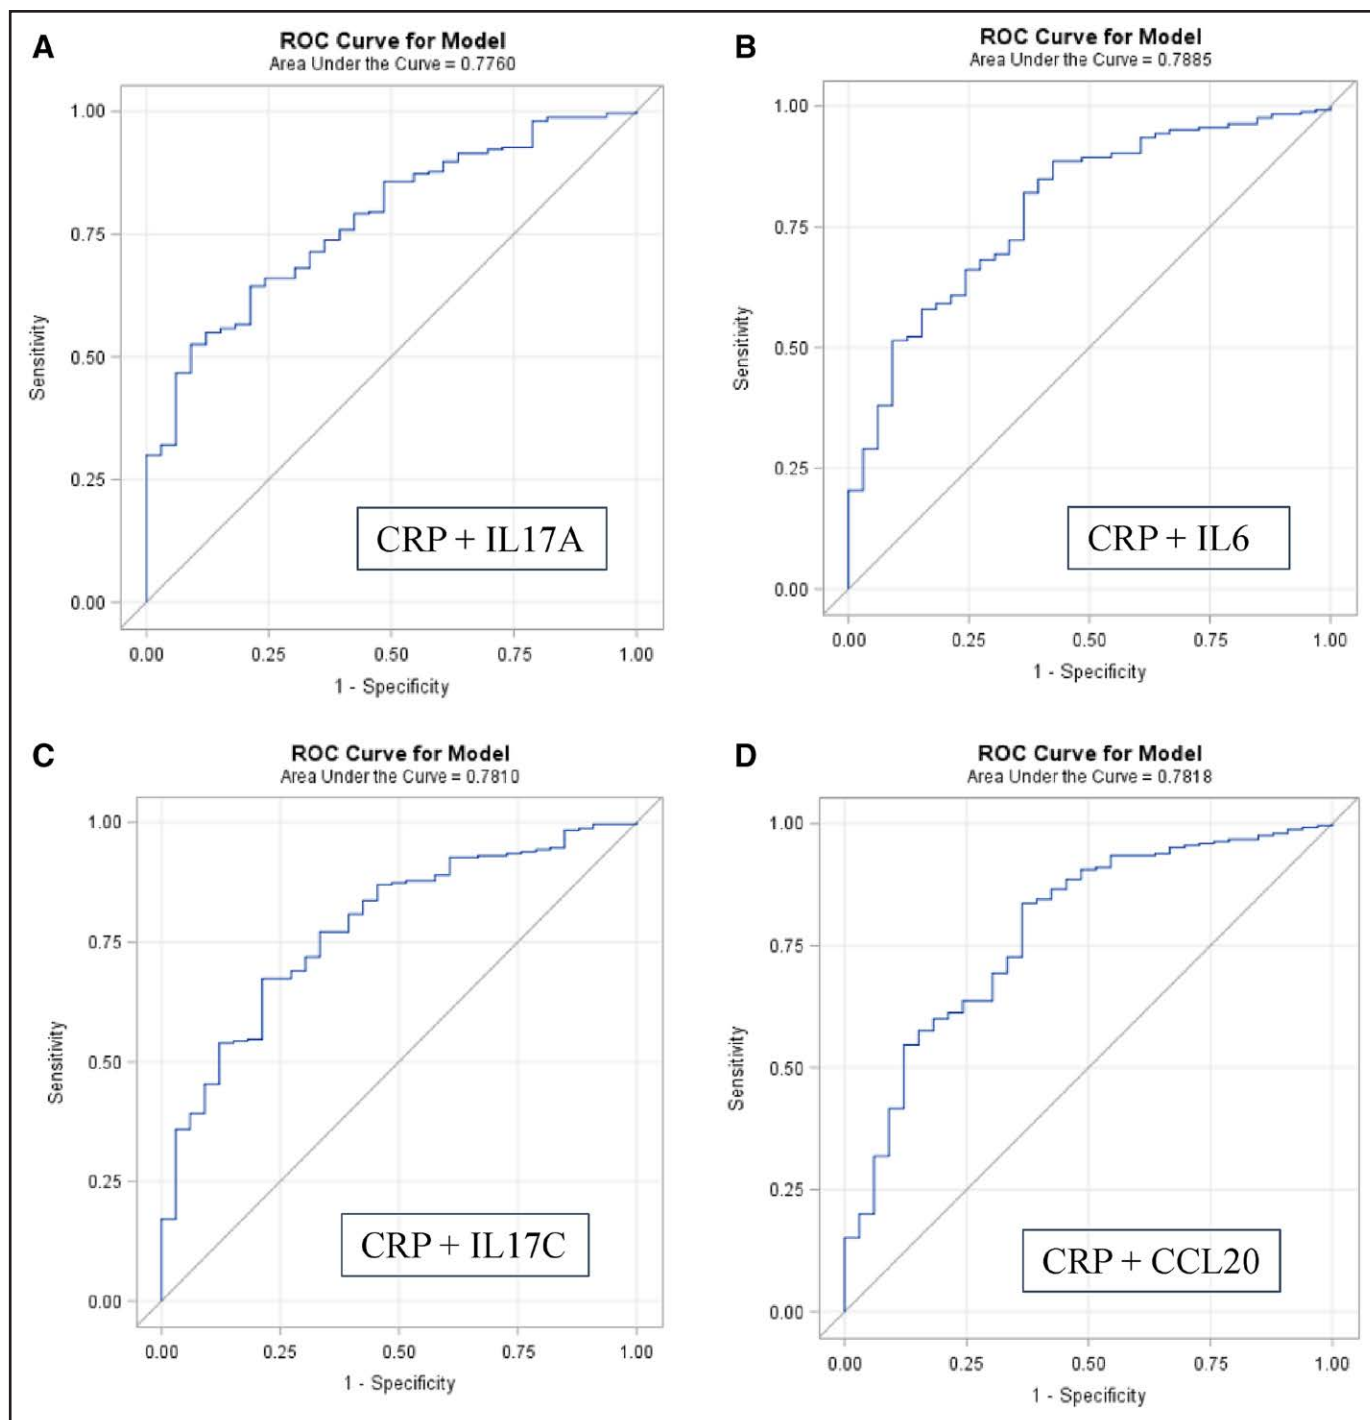 A
ROC Curve for Model
Area Under the Curve = 0.7760
1.00
0.75
0.50
0.25
0.00
Sensitivity
CRP + IL17A
0.00 0.25 0.50 0.75 1.00
1 - Specificity
B
ROC Curve for Model
Area Under the Curve = 0.7885
1.00
0.75
0.50
0.25
0.00
Sensitivity
CRP + IL6
0.00 0.25 0.50 0.75 1.00
1 - Specificity
C
ROC Curve for Model
Area Under the Curve = 0.7810
1.00
0.75
0.50
0.25
0.00
Sensitivity
CRP + IL17C
0.00 0.25 0.50 0.75 1.00
1 - Specificity
D
ROC Curve for Model
Area Under the Curve = 0.7818
1.00
0.75
0.50
0.25
0.00
Sensitivity
CRP + CCL20
0.00 0.25 0.50 0.75 1.00
1 - Specificity